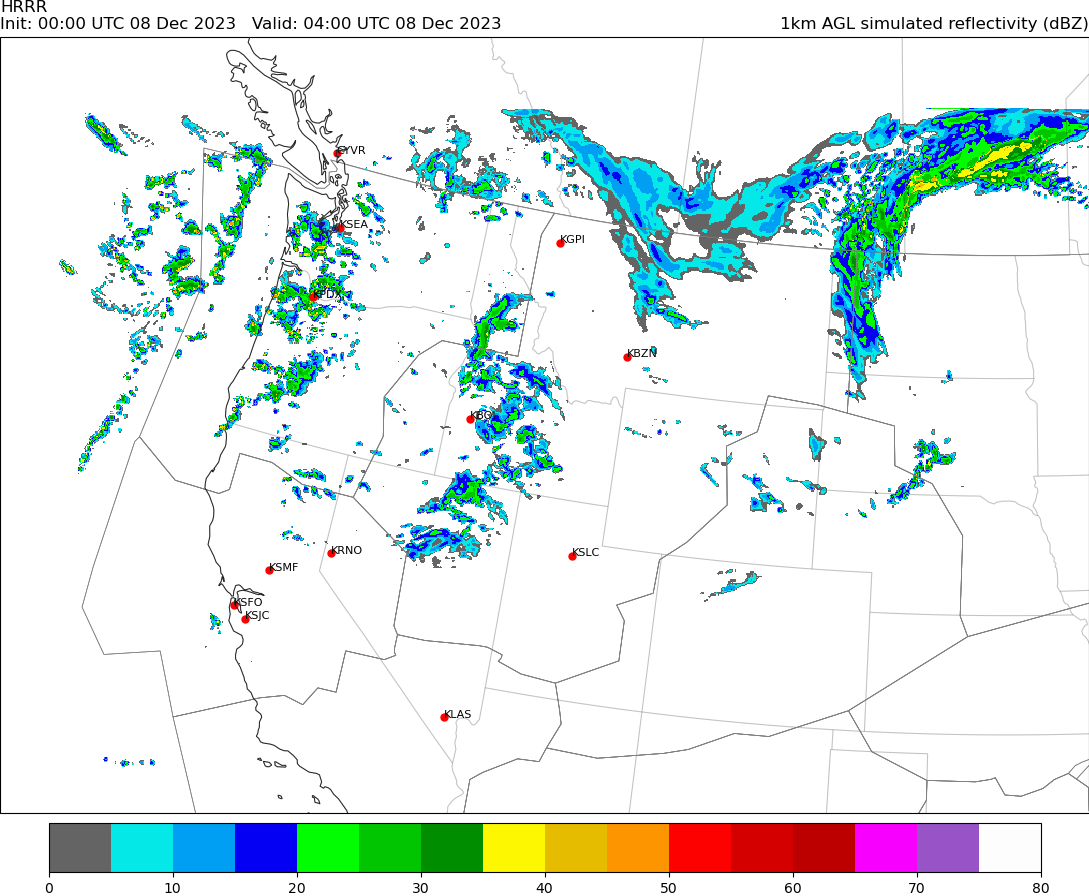 HRRR
Init: 00:00 UTC 08 Dec 2023 Valid: 04:00 UTC 08 Dec 2023
1km AGL simulated reflectivity (dBZ)
CYVR
KSEA
KGPI
KPDX
KBZN
KBOI
KRNO
KSLC
KSMF
KSFO
KSJC
KLAS
0 10 20 30 40 50 60 70 80